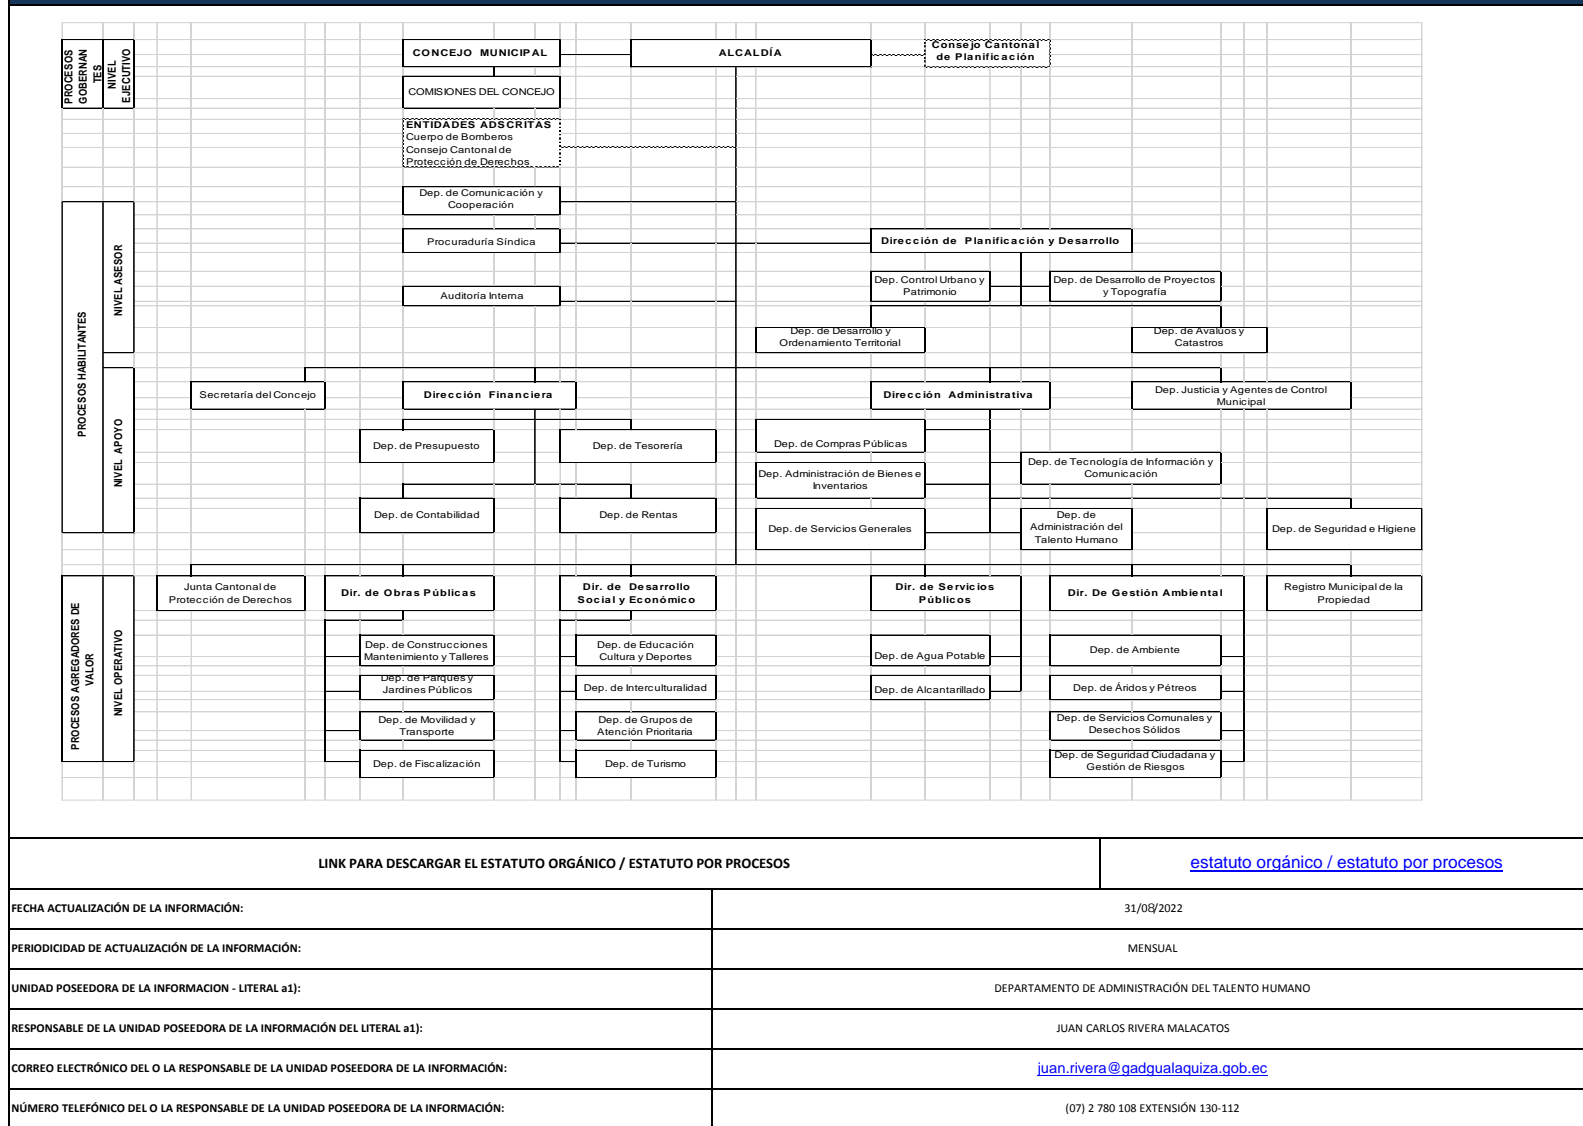 PROCESOS
GOBERNAN
TES
NIVEL
EJECUTIVO
CONCEJO MUNICIPAL
ALCALDÍA
Consejo Cantonal
de Planificación
COMISIONES DEL CONCEJO
ENTIDADES ADSCRITAS
Cuerpo de Bomberos
Consejo Cantonal de
Protección de Derechos
PROCESOS HABILITANTES
NIVEL ASESOR
Dep. de Comunicación y
Cooperación
Procuraduría Síndica
Dirección de Planificación y Desarrollo
Auditoría Interna
Dep. Control Urbano y
Patrimonio
Dep. de Desarrollo de Proyectos
y Topografía
Dep. de Desarrollo y
Ordenamiento Territorial
Dep. de Avalúos y
Catastros
NIVEL APOYO
Secretaría del Concejo
Dirección Financiera
Dirección Administrativa
Dep. Justicia y Agentes de Control
Municipal
Dep. de Presupuesto
Dep. de Tesorería
Dep. de Compras Públicas
Dep. de Tecnología de Información y
Comunicación
Dep. Administración de Bienes e
Inventarios
Dep. de Contabilidad
Dep. de Rentas
Dep. de Servicios Generales
Dep. de
Administración del
Talento Humano
Dep. de Seguridad e Higiene
PROCESOS AGREGADORES DE
VALOR
NIVEL OPERATIVO
Junta Cantonal de
Protección de Derechos
Dir. de Obras Públicas
Dir. de Desarrollo
Social y Económico
Dir. de Servicios
Públicos
Dir. De Gestión Ambiental
Registro Municipal de la
Propiedad
Dep. de Construcciones
Mantenimiento y Talleres
Dep. de Educación
Cultura y Deportes
Dep. de Agua Potable
Dep. de Ambiente
Dep. de Parques y
Jardines Públicos
Dep. de Interculturalidad
Dep. de Alcantarillado
Dep. de Áridos y Pétreos
Dep. de Movilidad y
Transporte
Dep. de Grupos de
Atención Prioritaria
Dep. de Servicios Comunales y
Desechos Sólidos
Dep. de Fiscalización
Dep. de Turismo
Dep. de Seguridad Ciudadana y
Gestión de Riesgos
LINK PARA DESCARGAR EL ESTATUTO ORGÁNICO / ESTATUTO POR PROCESOS
estatuto orgánico / estatuto por procesos
FECHA ACTUALIZACIÓN DE LA INFORMACIÓN:
31/08/2022
PERIODICIDAD DE ACTUALIZACIÓN DE LA INFORMACIÓN:
MENSUAL
UNIDAD POSEEDORA DE LA INFORMACION - LITERAL a1):
DEPARTAMENTO DE ADMINISTRACIÓN DEL TALENTO HUMANO
RESPONSABLE DE LA UNIDAD POSEEDORA DE LA INFORMACIÓN DEL LITERAL a1):
JUAN CARLOS RIVERA MALACATOS
CORREO ELECTRÓNICO DEL O LA RESPONSABLE DE LA UNIDAD POSEEDORA DE LA INFORMACIÓN:
juan.rivera@gadgualaquiza.gob.ec
NÚMERO TELEFÓNICO DEL O LA RESPONSABLE DE LA UNIDAD POSEEDORA DE LA INFORMACIÓN:
(07) 2 780 108 EXTENSIÓN 130-112